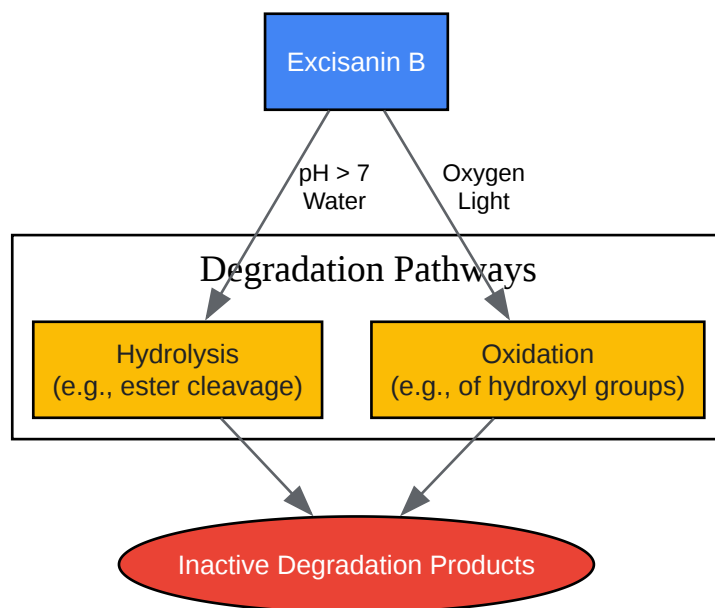 Excisanin B
pH > 7
Water
Oxygen
Light
Degradation Pathways
Hydrolysis
(e.g., ester cleavage)
Oxidation
(e.g., of hydroxyl groups)
Inactive Degradation Products